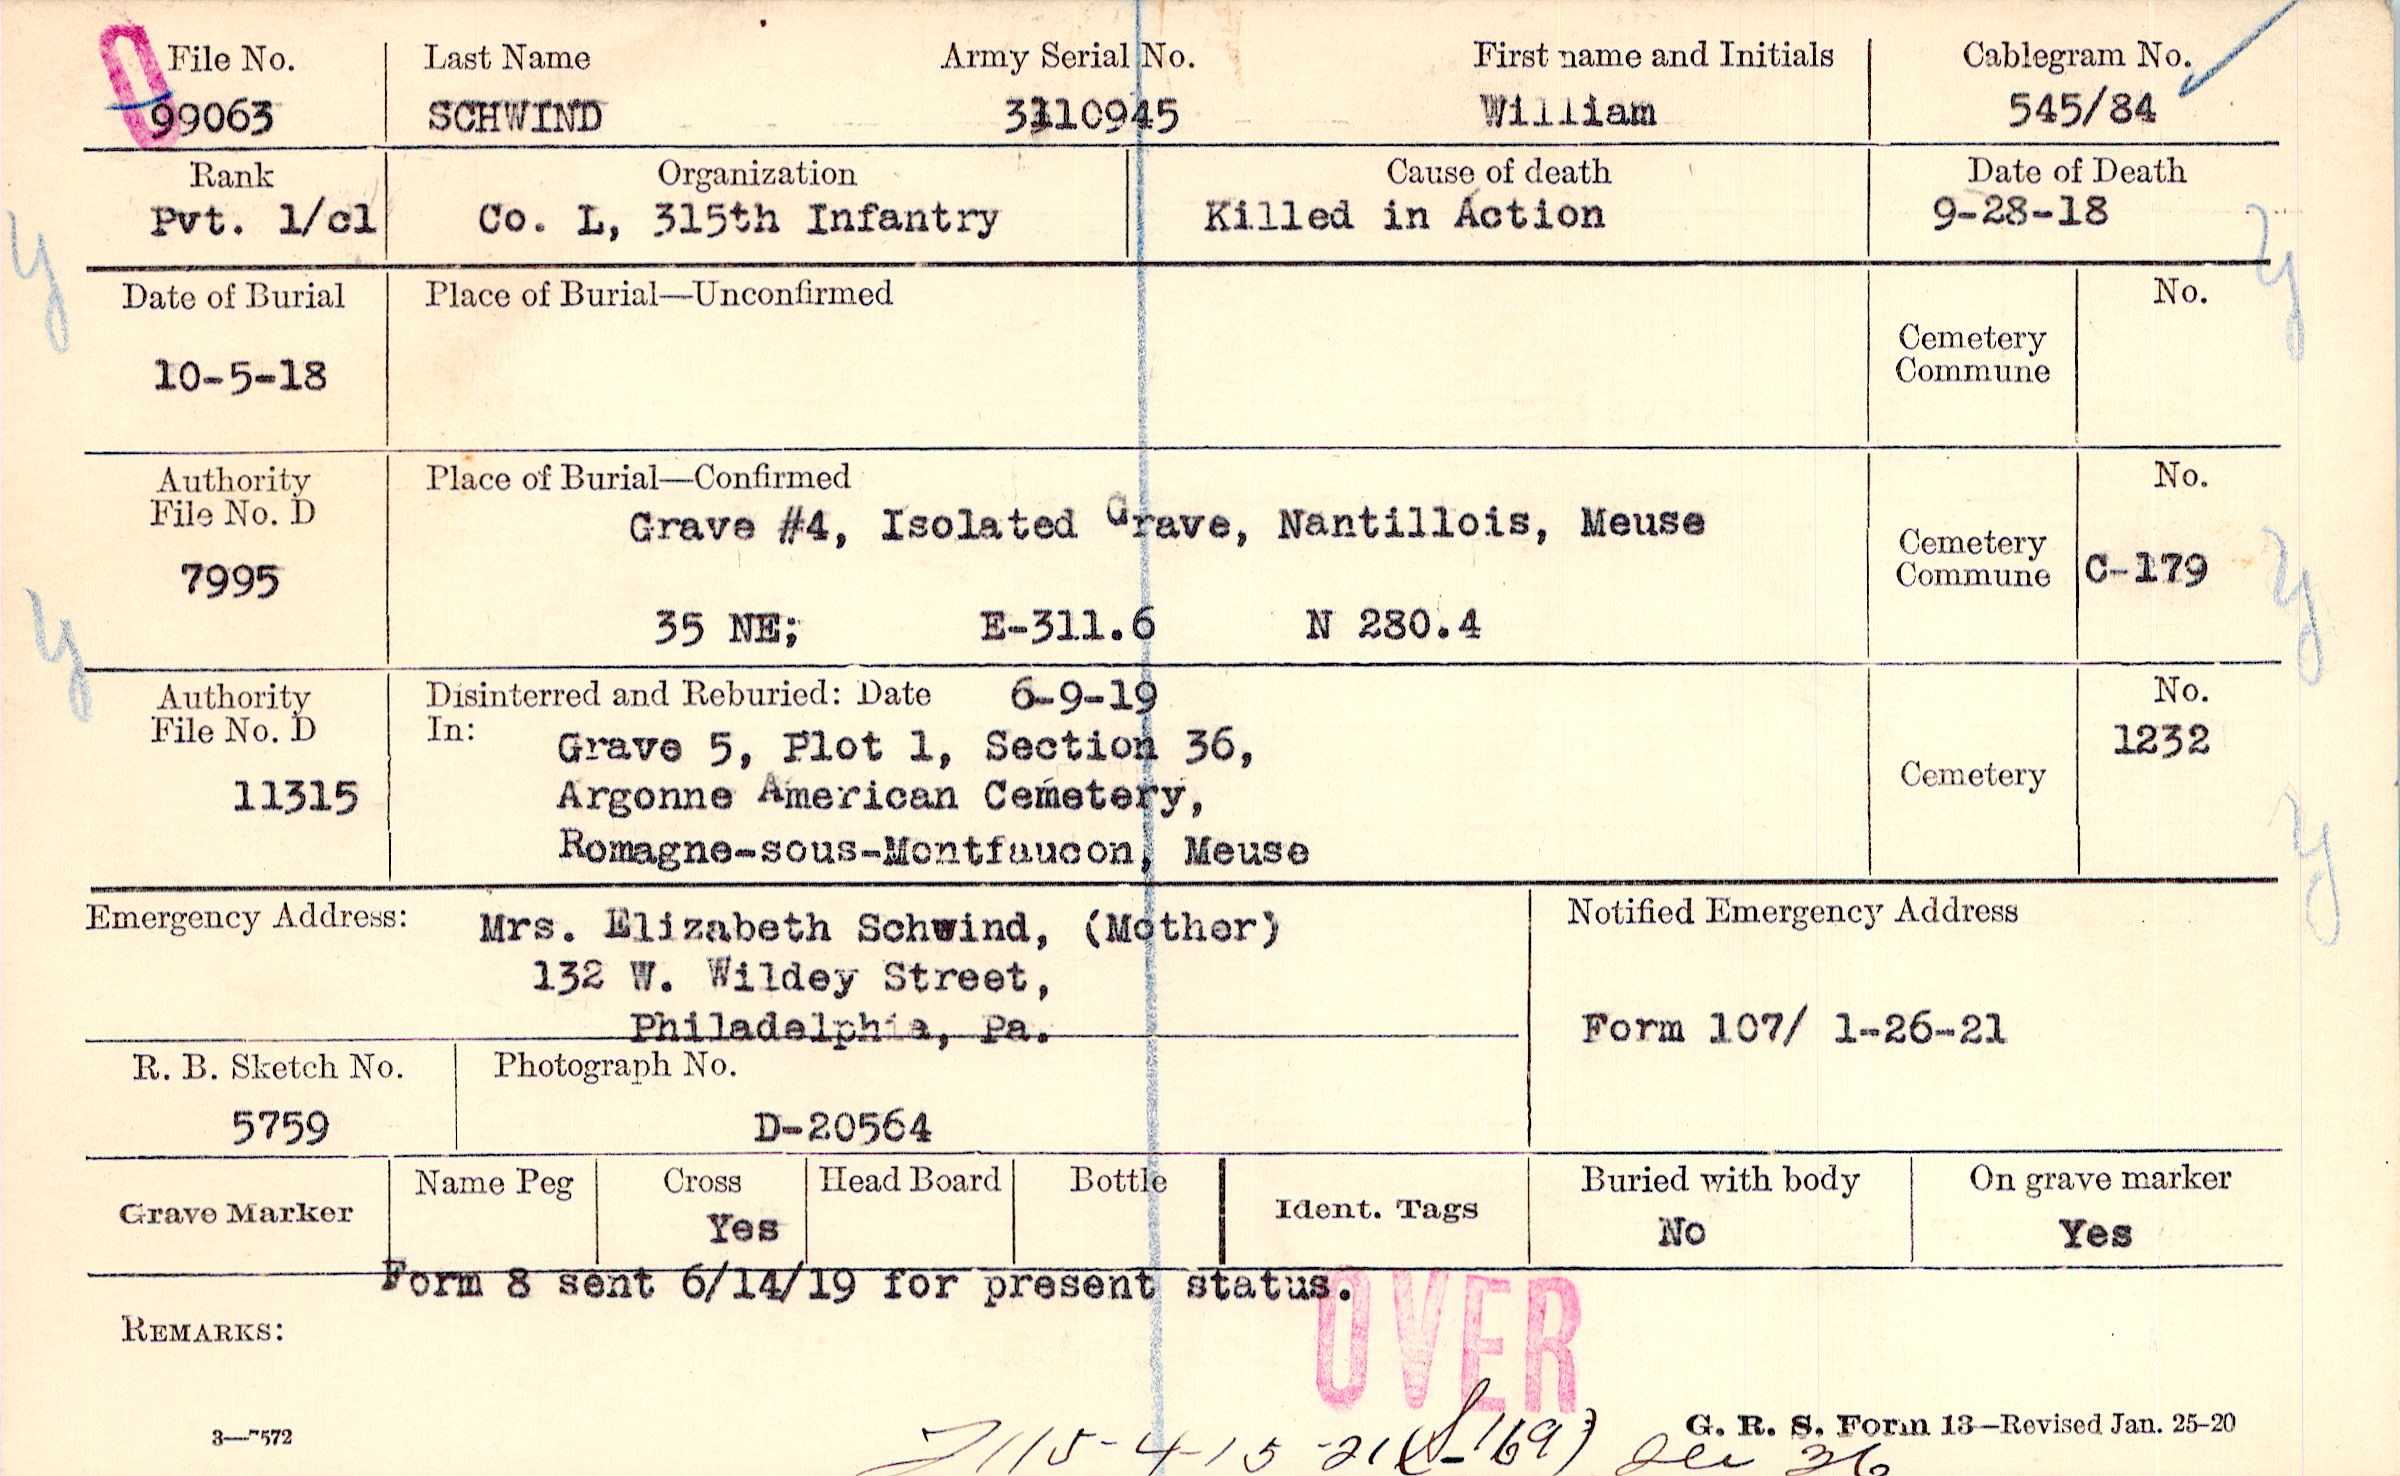 0
File No. Last Name Army Serial No. First name and Initials Cablegram No.
99063 SCHWIND 3110945 William 545/84
Rank Organization Cause of death Date of Death
Pvt. 1/cl Co. L, 315th Infantry Killed in Action 9-28-18
Date of Burial Place of Burial—Unconfirmed No.
Cemetery
Commune
10-5-18
Authority Place of Burial—Confirmed No.
File No. D
Grave #4, Isolated Grave, Nantillois, Meuse
Cemetery
7995 Commune C-179
35 NE; E-311.6 N 280.4
Authority Disinterred and Reburied: Date 6-9-19 No.
File No. D In: Grave 5, Plot 1, Section 36, 1232
11315 Argonne American Cemetery, Cemetery
Romagne-sous-Montfaucon, Meuse
Emergency Address: Mrs. Elizabeth Schwind, (Mother) Notified Emergency Address
132 W. Wildey Street,
Philadelphia, Pa. Form 107/ 1-26-21
R. B. Sketch No. Photograph No.
5759 D-20564
Grave Marker Name Peg Cross Head Board Bottle Ident. Tags Buried with body On grave marker
Yes No Yes
Form 8 sent 6/14/19 for present status.
OVER
REMARKS:
3—7572 G. R. S. Form 13—Revised Jan. 25-20
y
y
y
y
y